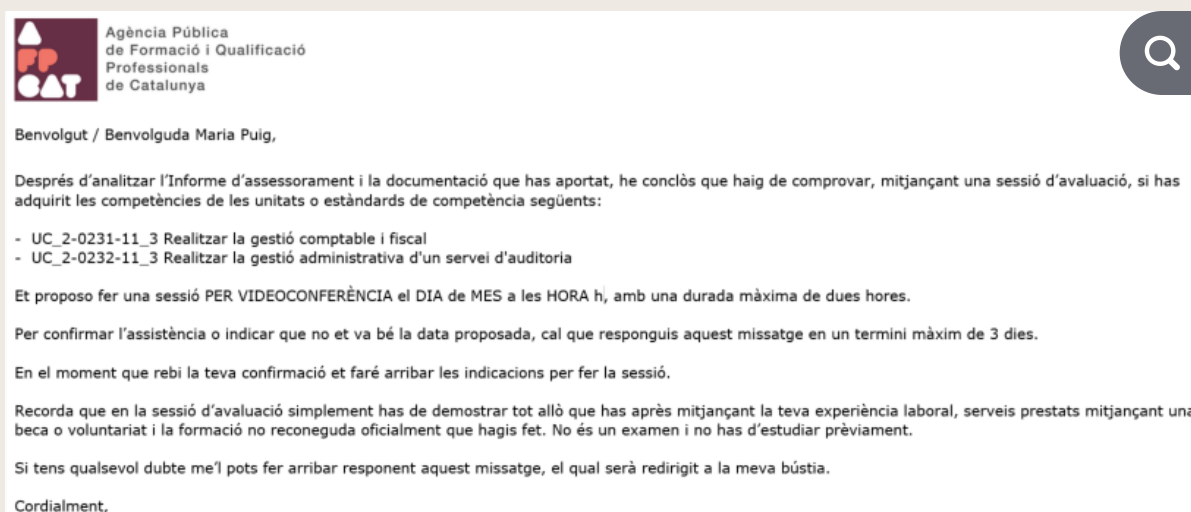 A
FP
CAT
Agència Pública
de Formació i Qualificació
Professionals
de Catalunya
Benvolgut / Benvolguda Maria Puig,
Després d'analitzar l'Informe d'assessorament i la documentació que has aportat, he conclòs que haig de comprovar, mitjançant una sessió d'avaluació, si has
adquirit les competències de les unitats o estàndards de competència següents:
- UC_2-0231-11_3 Realitzar la gestió comptable i fiscal
- UC_2-0232-11_3 Realitzar la gestió administrativa d'un servei d'auditoria
Et proposo fer una sessió PER VIDEOCONFERÈNCIA el DIA de MES a les HORA h, amb una durada màxima de dues hores.
Per confirmar l'assistència o indicar que no et va bé la data proposada, cal que responguis aquest missatge en un termini màxim de 3 dies.
En el moment que rebi la teva confirmació et faré arribar les indicacions per fer la sessió.
Recorda que en la sessió d'avaluació simplement has de demostrar tot allò que has après mitjançant la teva experiència laboral, serveis prestats mitjançant una
beca o voluntariat i la formació no reconeguda oficialment que hagis fet. No és un examen i no has d'estudiar prèviament.
Si tens qualsevol dubte me'l pots fer arribar responent aquest missatge, el qual serà redirigit a la meva bústia.
Cordialment,